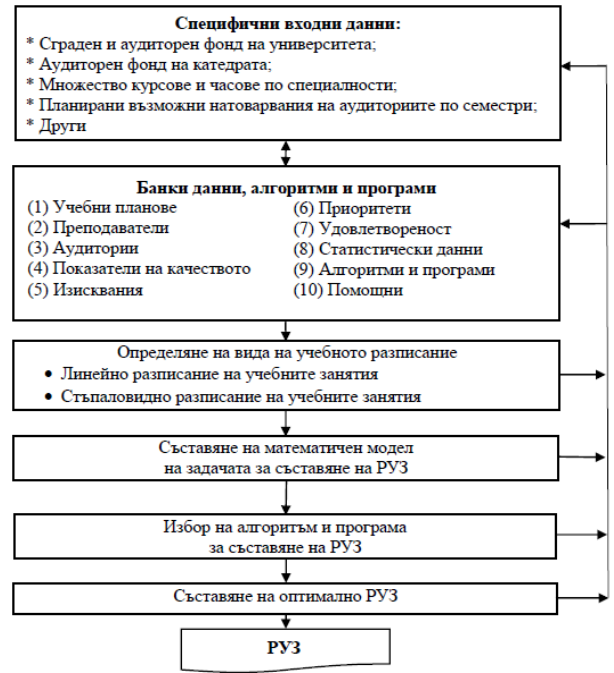 Специфични входни данни:
* Сграден и аудиторен фонд на университета;
* Аудиторен фонд на катедрата;
* Множество курсове и часове по специалности;
* Планирани възможни натоварвания на аудиториите по семестри;
* Други
Банки данни, алгоритми и програми
(1) Учебни планове
(2) Преподаватели
(3) Аудитории
(4) Показатели на качеството
(5) Изисквания
(6) Приоритети
(7) Удовлетвореност
(8) Статистически данни
(9) Алгоритми и програми
(10) Помощни
Определяне на вида на учебното разписание
• Линейно разписание на учебните занятия
• Стъпаловидно разписание на учебните занятия
Съставяне на математичен модел
на задачата за съставяне на РУЗ
Избор на алгоритъм и програма
за съставяне на РУЗ
Съставяне на оптимално РУЗ
РУЗ